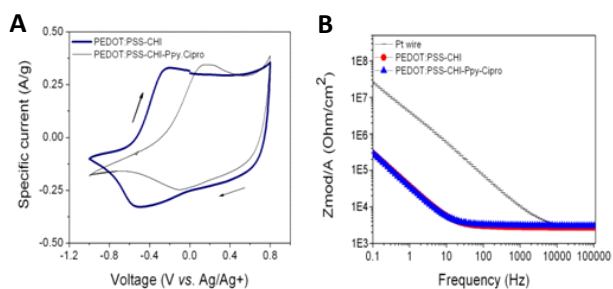 A
PEDOT:PSS-CHI
PEDOT:PSS-CHI-Ppy.Cipro
Specific current (A/g)
0.50
0.25
0.00
-0.25
-0.50
-1.2 -0.8 -0.4 0.0 0.4 0.8
Voltage (V vs. Ag/Ag+)
B
Pt wire
PEDOT:PSS-CHI
PEDOT:PSS-CHI-Ppy-Cipro
Zmod/A (Ohm/cm²)
1E8
1E7
1E6
1E5
1E4
1E3
0.1 1 10 100 1000 10000 100000
Frequency (Hz)